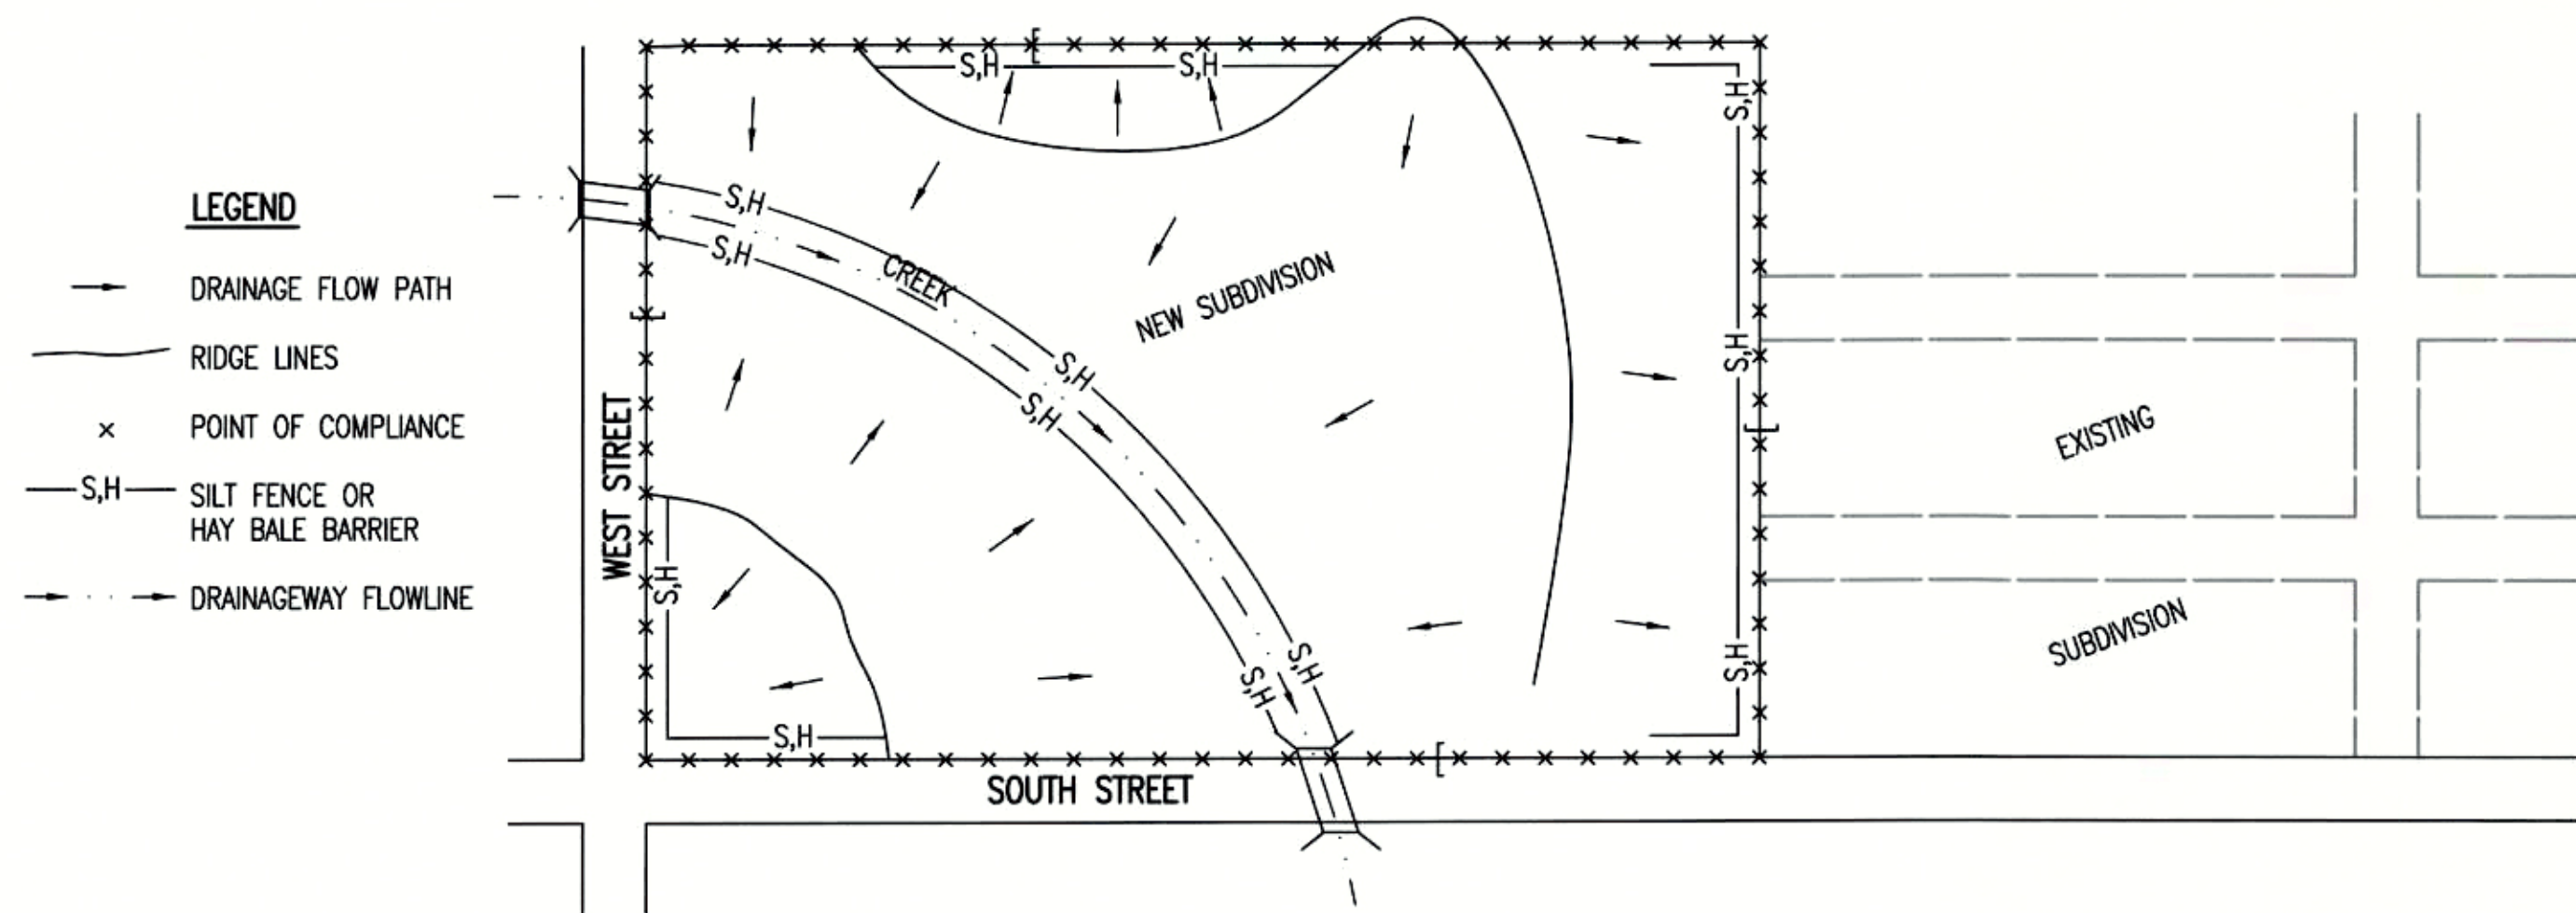 LEGEND
DRAINAGE FLOW PATH
RIDGE LINES
POINT OF COMPLIANCE
S,H
SILT FENCE OR
HAY BALE BARRIER
DRAINAGEWAY FLOWLINE
S,H
S,H
S,H
S,H
S,H
CREEK
NEW SUBDIVISION
S,H
S,H
S,H
WEST STREET
S,H
S,H
S,H
S,H
S,H
S,H
SOUTH STREET
EXISTING
SUBDIVISION